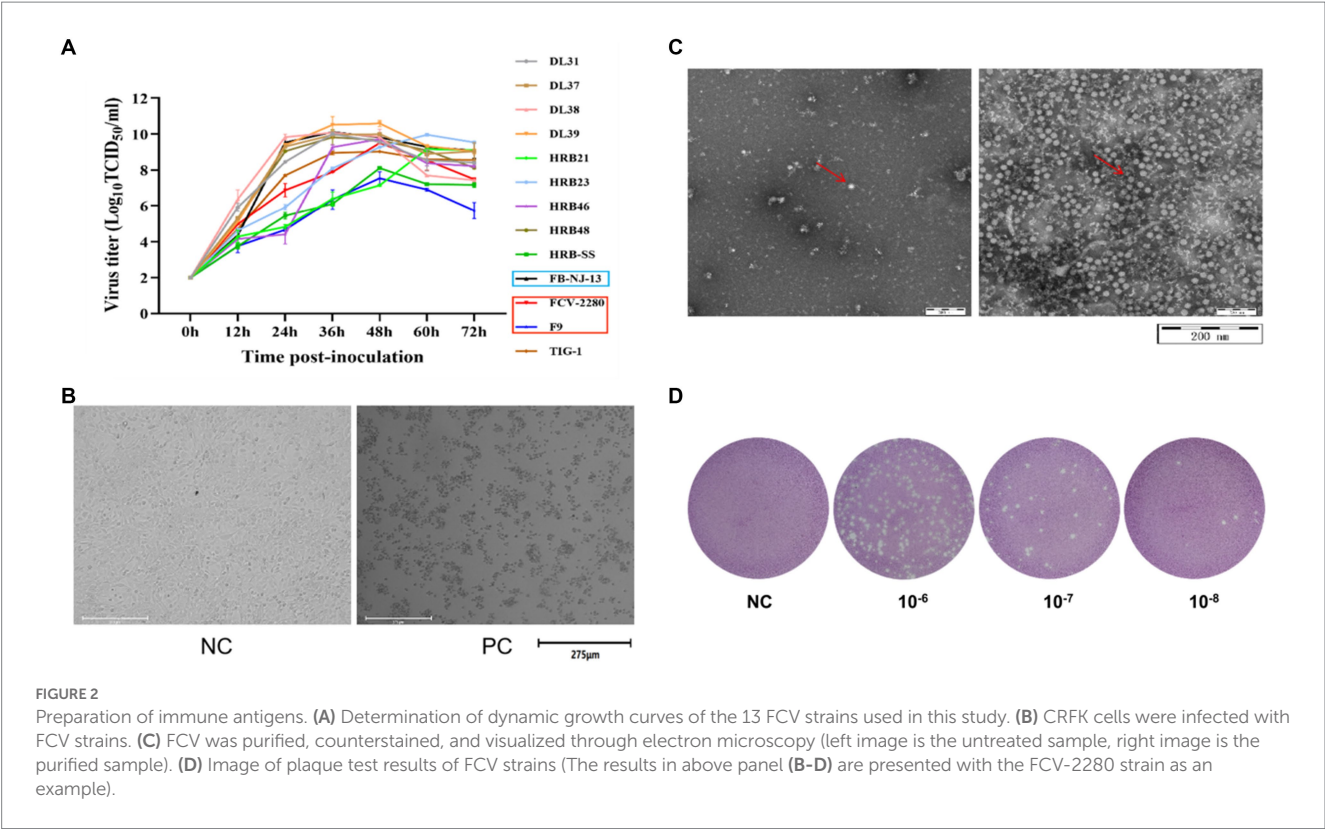 A
Virus titer (Log10TCID50/ml)
12
10
8
6
4
2
0
0h 12h 24h 36h 48h 60h 72h
Time post-inoculation
DL31
DL37
DL38
DL39
HRB21
HRB23
HRB46
HRB48
HRB-SS
FB-NJ-13
FCV-2280
F9
TIG-1
C
200 nm
B
NC
PC
275μm
D
NC 10-6 10-7 10-8
FIGURE 2
Preparation of immune antigens. (A) Determination of dynamic growth curves of the 13 FCV strains used in this study. (B) CRFK cells were infected with
FCV strains. (C) FCV was purified, counterstained, and visualized through electron microscopy (left image is the untreated sample, right image is the
purified sample). (D) Image of plaque test results of FCV strains (The results in above panel (B-D) are presented with the FCV-2280 strain as an
example).